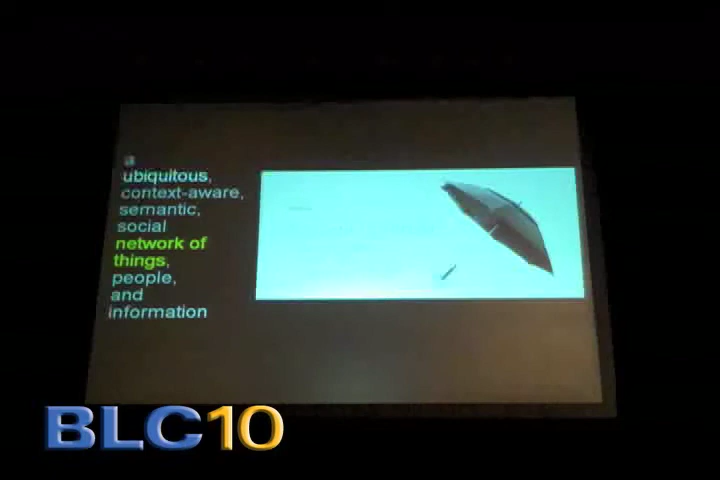 a
ubiquitous,
context-aware,
semantic,
social
network of
things,
people,
and
information
BLC10